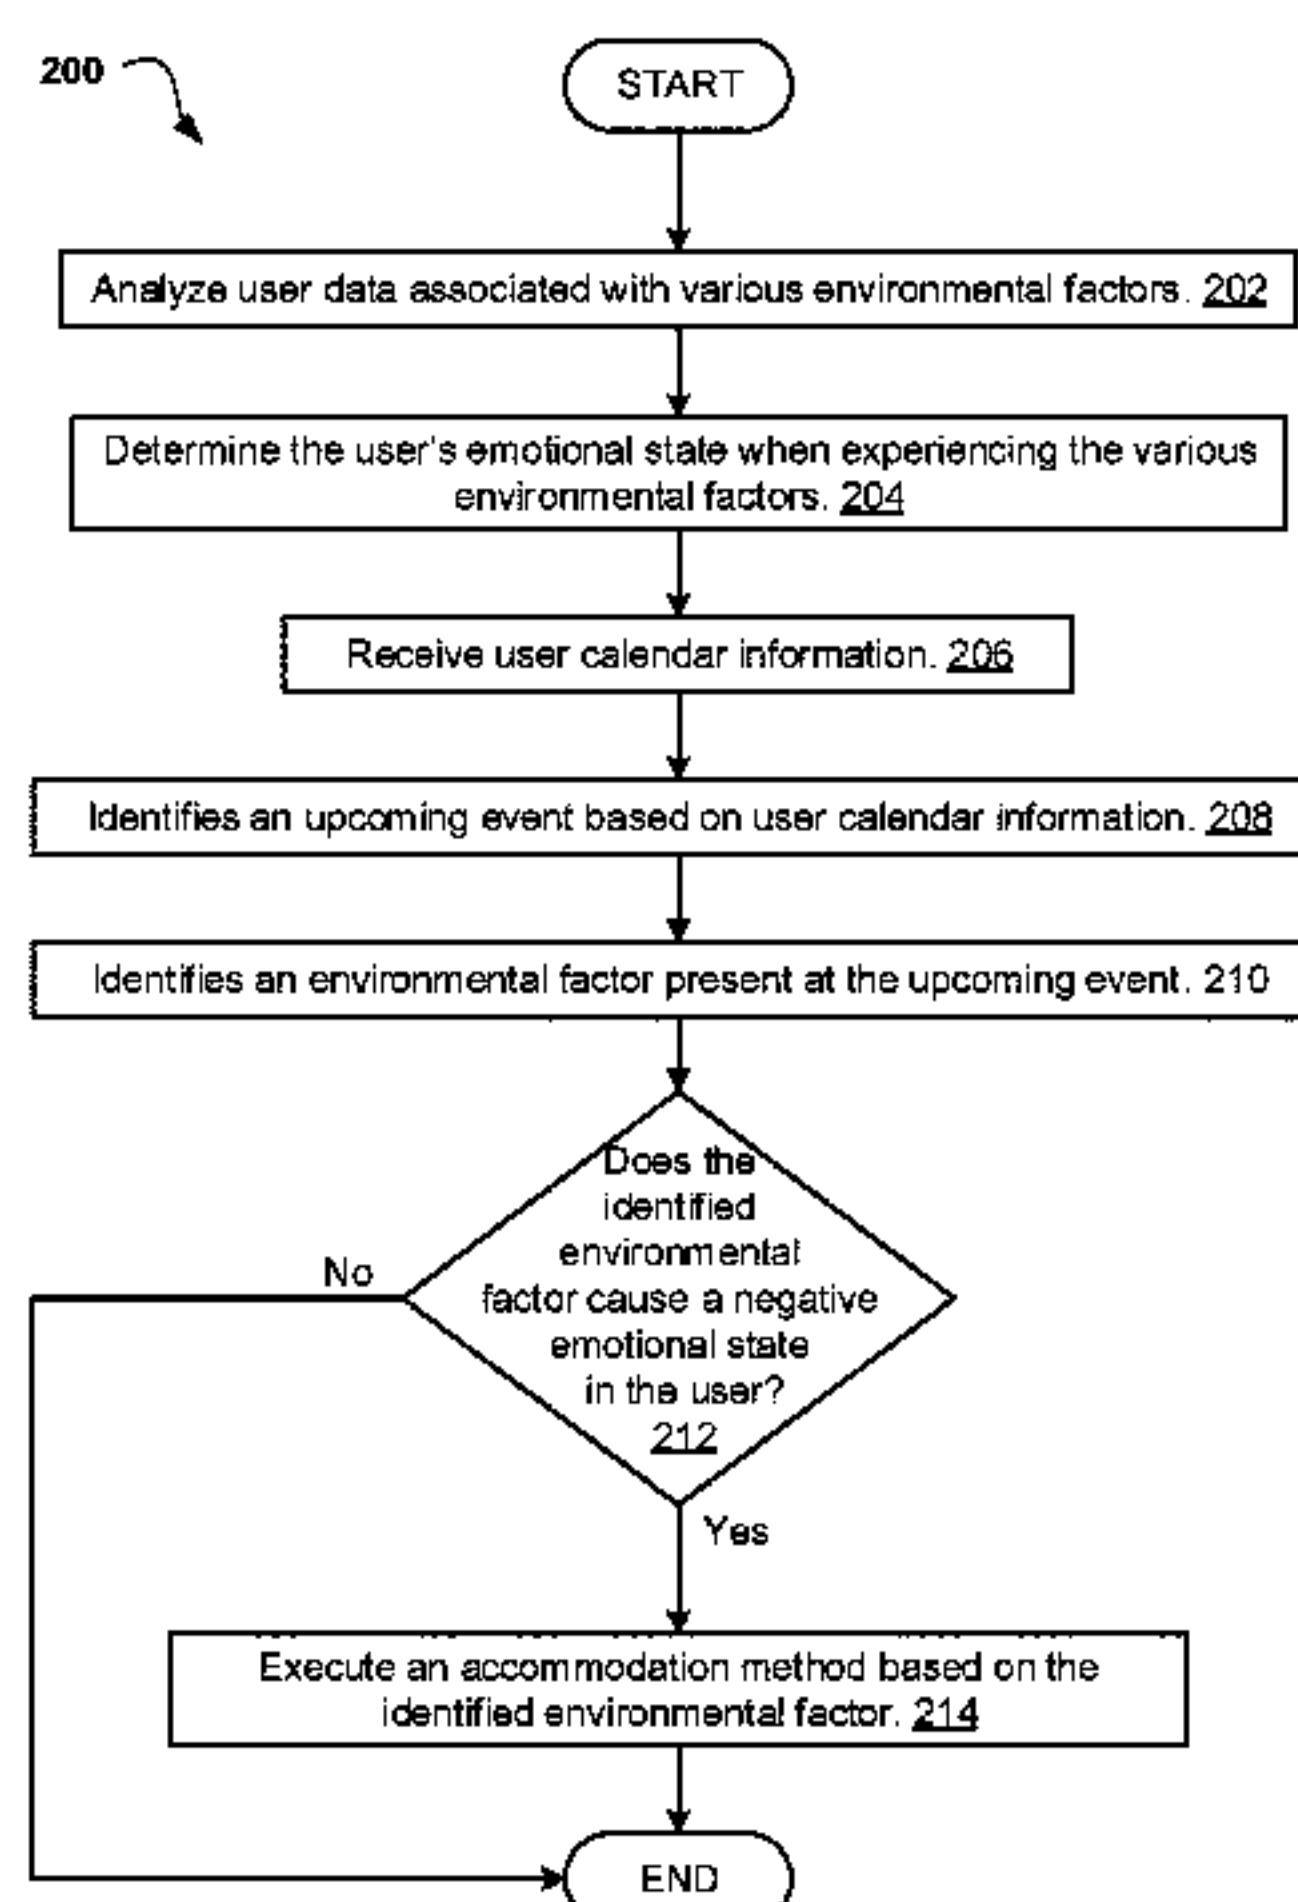 200
START
Analyze user data associated with various environmental factors. 202
Determine the user's emotional state when experiencing the various
environmental factors. 204
Receive user calendar information. 206
Identifies an upcoming event based on user calendar information. 208
Identifies an environmental factor present at the upcoming event. 210
Does the
identified
environmental
factor cause a negative
emotional state
in the user?
212
No
Yes
Execute an accommodation method based on the
identified environmental factor. 214
END